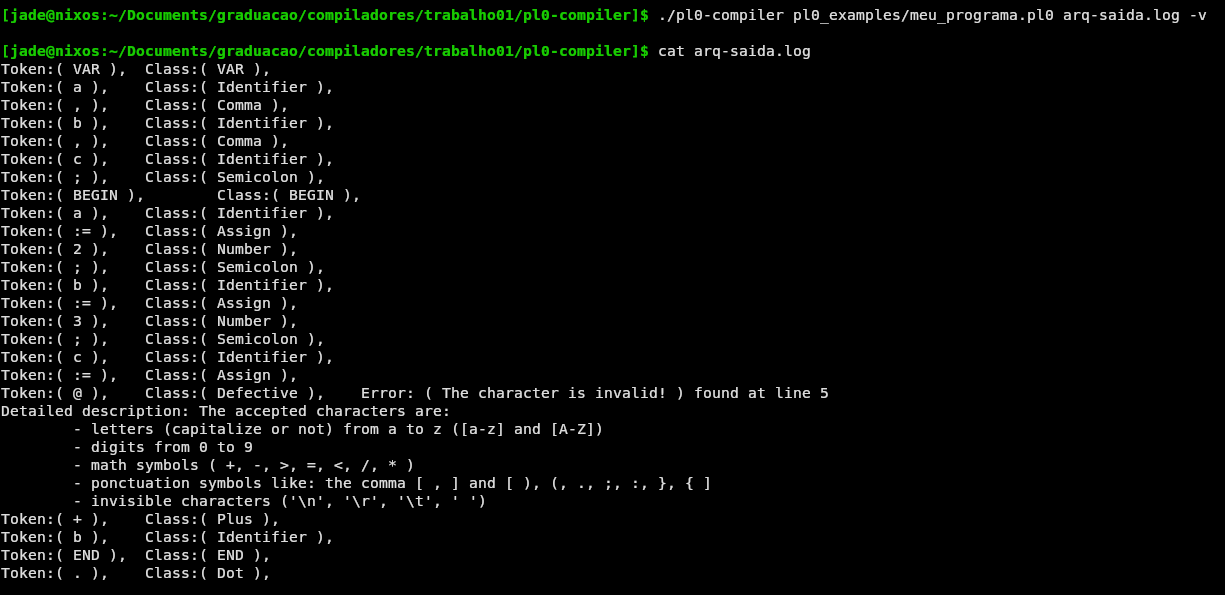 [jade@nixos:~/Documents/graduacao/compiladores/trabalho01/pl0-compiler]$ ./pl0-compiler pl0_examples/meu_programa.pl0 arq-saida.log -v
[jade@nixos:~/Documents/graduacao/compiladores/trabalho01/pl0-compiler]$ cat arq-saida.log
Token:( VAR ),  Class:( VAR ),
Token:( a ),    Class:( Identifier ),
Token:( , ),    Class:( Comma ),
Token:( b ),    Class:( Identifier ),
Token:( , ),    Class:( Comma ),
Token:( c ),    Class:( Identifier ),
Token:( ; ),    Class:( Semicolon ),
Token:( BEGIN ),        Class:( BEGIN ),
Token:( a ),    Class:( Identifier ),
Token:( := ),   Class:( Assign ),
Token:( 2 ),    Class:( Number ),
Token:( ; ),    Class:( Semicolon ),
Token:( b ),    Class:( Identifier ),
Token:( := ),   Class:( Assign ),
Token:( 3 ),    Class:( Number ),
Token:( ; ),    Class:( Semicolon ),
Token:( c ),    Class:( Identifier ),
Token:( := ),   Class:( Assign ),
Token:( @ ),    Class:( Defective ),    Error: ( The character is invalid! ) found at line 5
Detailed description: The accepted characters are:
        - letters (capitalize or not) from a to z ([a-z] and [A-Z])
        - digits from 0 to 9
        - math symbols ( +, -, >, =, <, /, * )
        - ponctuation symbols like: the comma [ , ] and [ ), (, ., ;, :, }, { ]
        - invisible characters ('\n', '\r', '\t', ' ')
Token:( + ),    Class:( Plus ),
Token:( b ),    Class:( Identifier ),
Token:( END ),  Class:( END ),
Token:( . ),    Class:( Dot ),